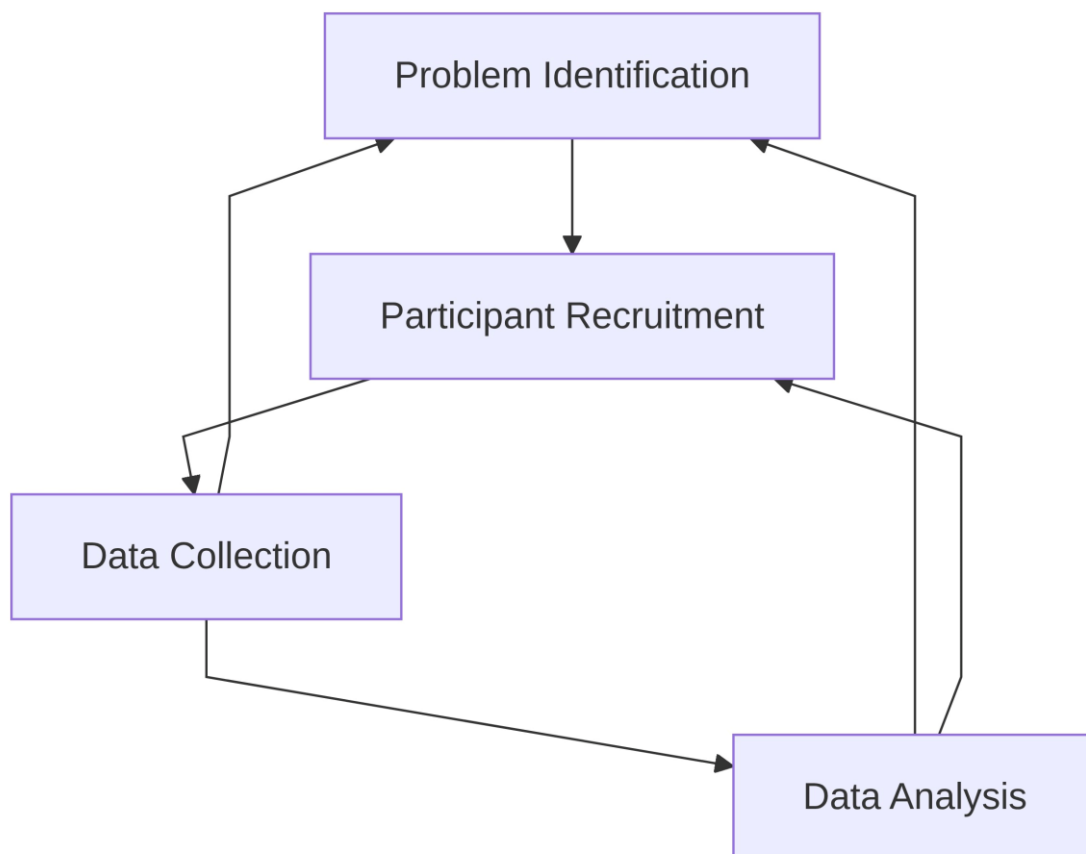 Problem Identification
Participant Recruitment
Data Collection
Data Analysis